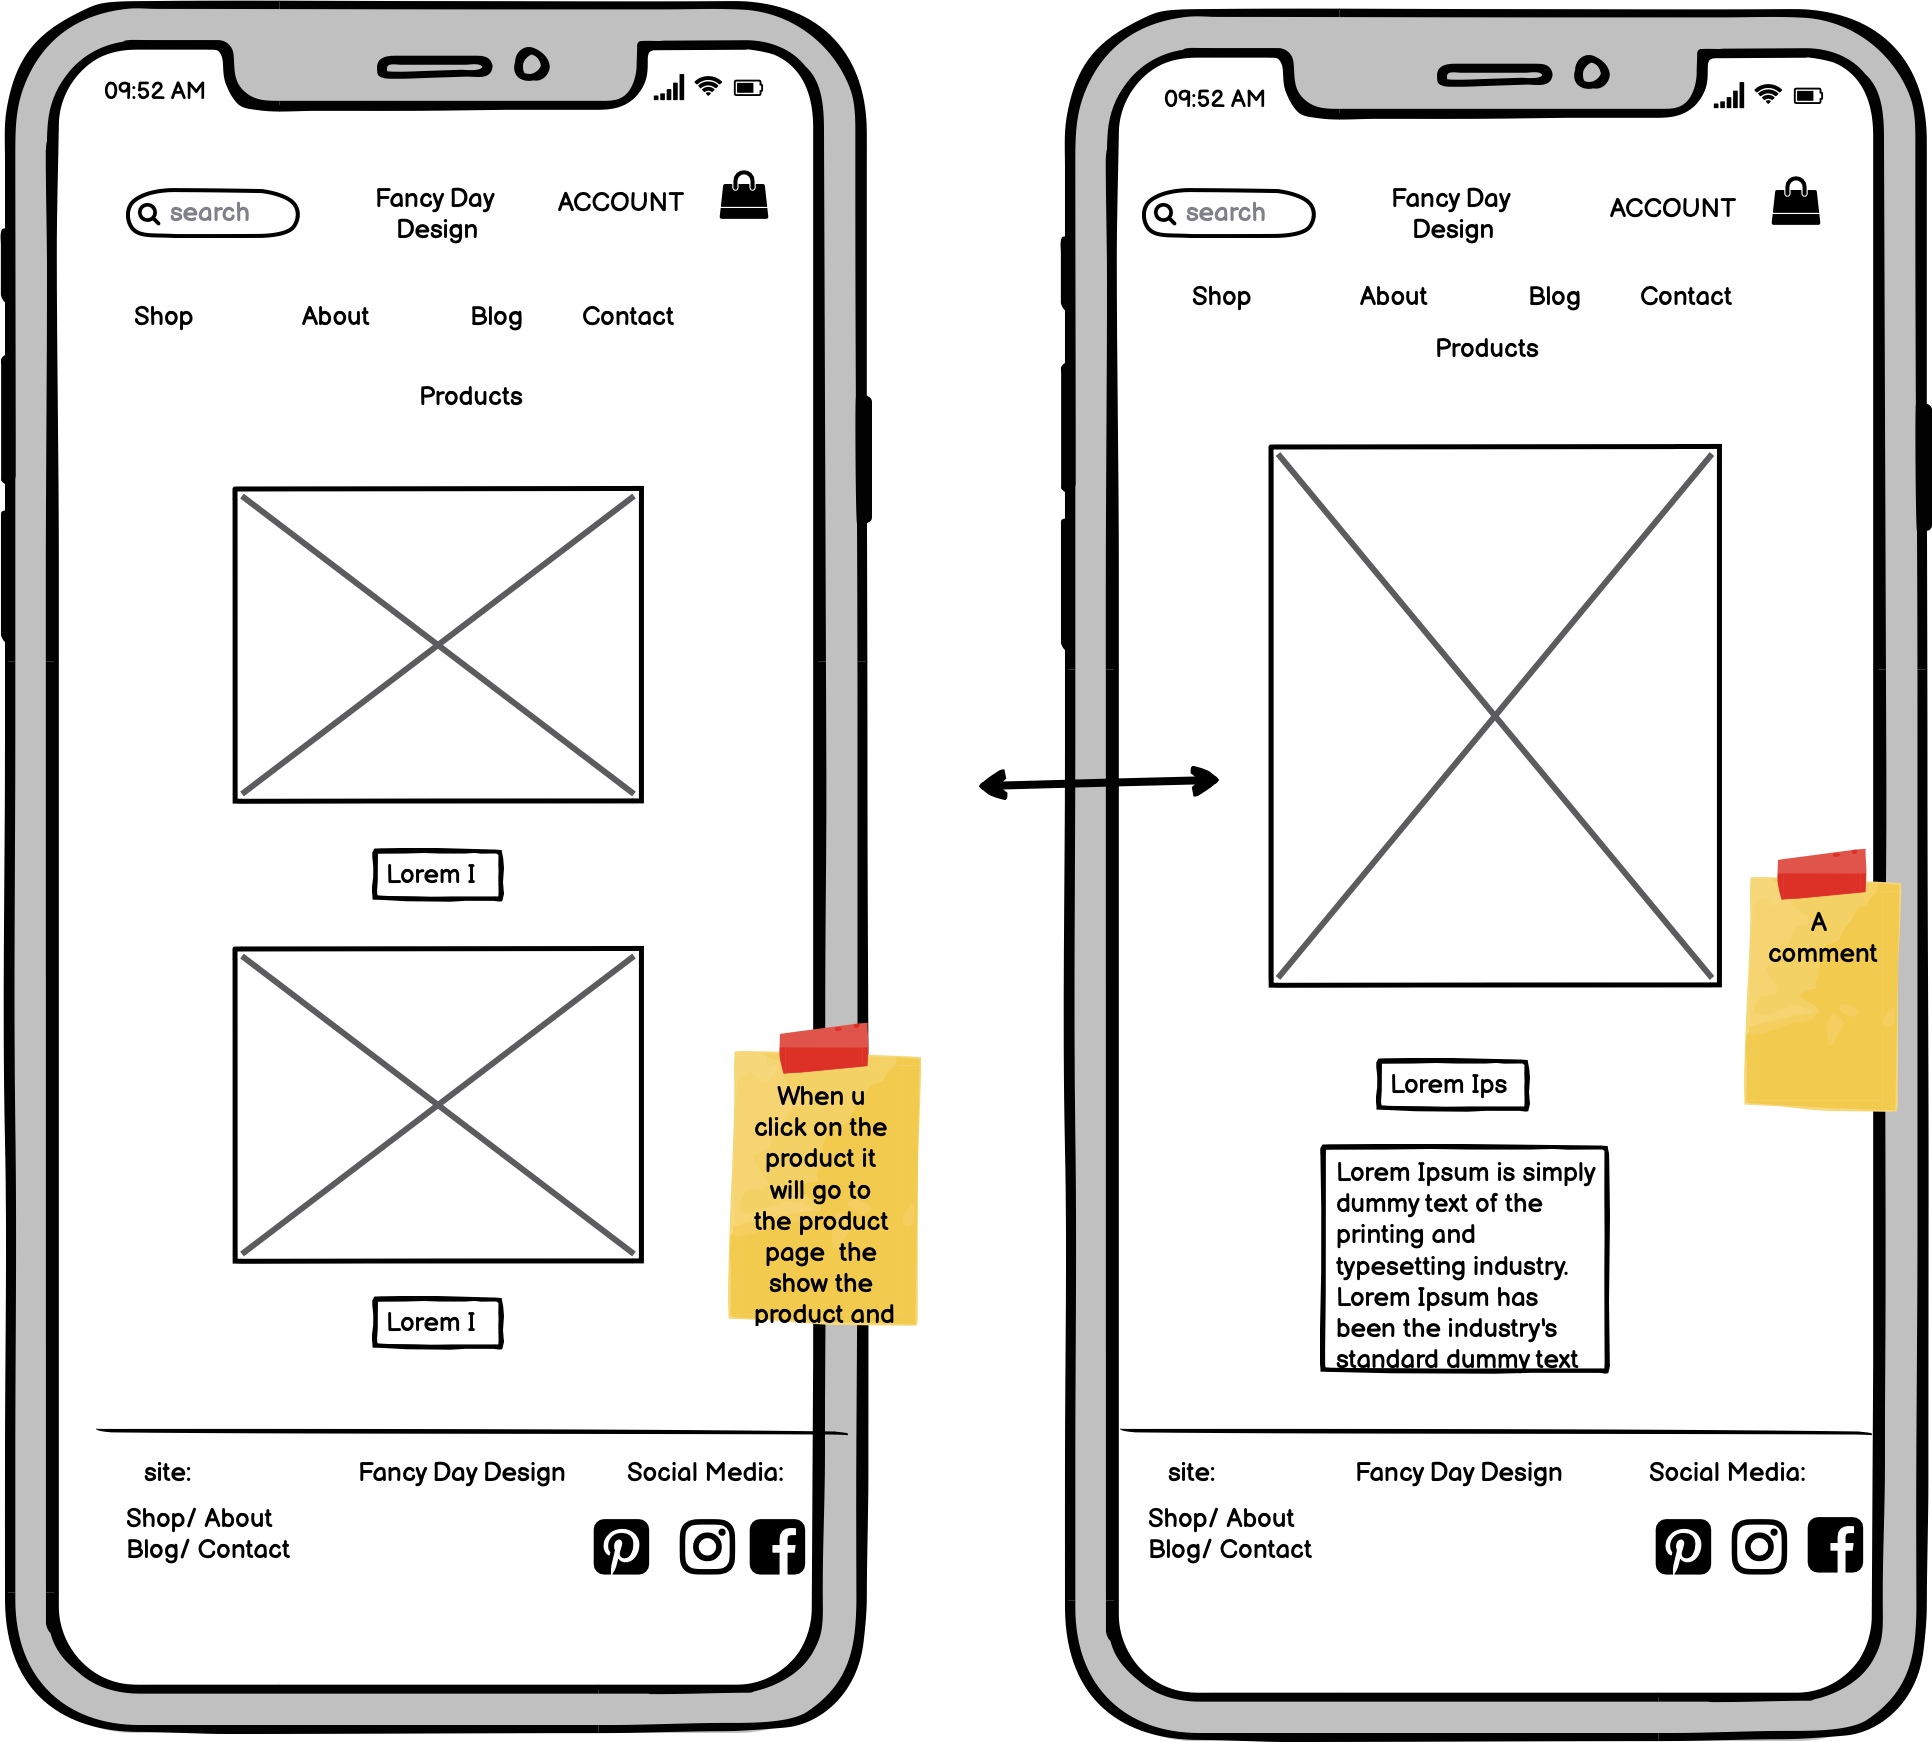 09:52 AM
search
Fancy Day
Design
ACCOUNT
Shop
About
Blog
Contact
Products
Lorem I
Lorem I
When u
click on the
product it
will go to
the product
page  the
show the
product and
site:
Fancy Day Design
Social Media:
Shop/ About
Blog/ Contact
09:52 AM
search
Fancy Day
Design
ACCOUNT
Shop
About
Blog
Contact
Products
A
comment
Lorem Ips
Lorem Ipsum is simply
dummy text of the
printing and
typesetting industry.
Lorem Ipsum has
been the industry's
standard dummy text
site:
Fancy Day Design
Social Media:
Shop/ About
Blog/ Contact